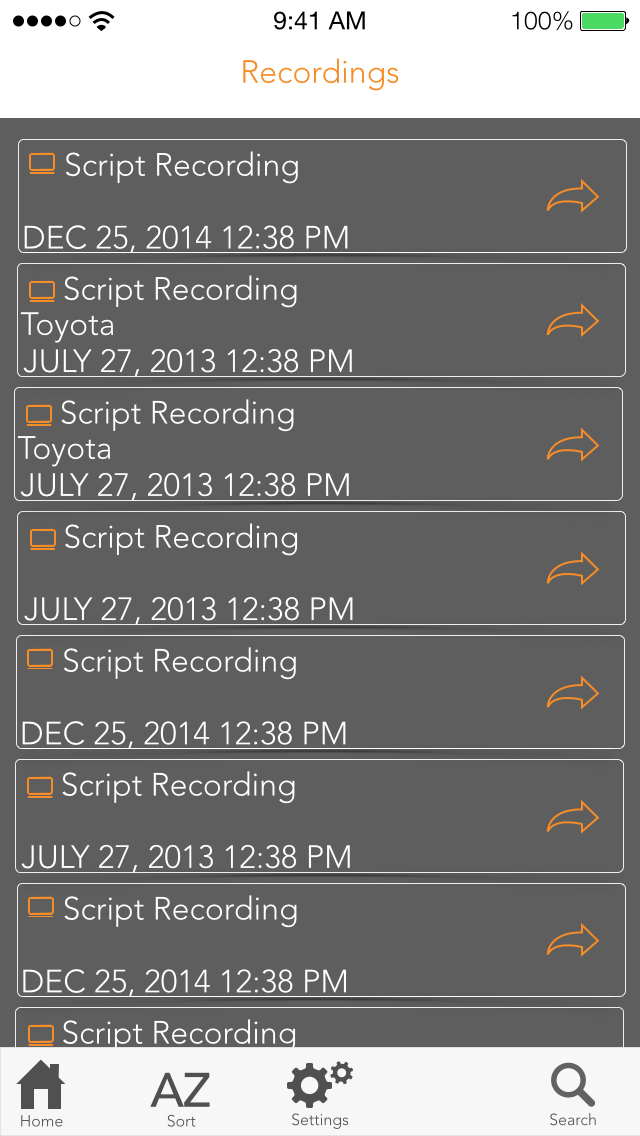 9:41 AM 100%
Recordings
Script Recording
DEC 25, 2014 12:38 PM
Script Recording
Toyota
JULY 27, 2013 12:38 PM
Script Recording
Toyota
JULY 27, 2013 12:38 PM
Script Recording
JULY 27, 2013 12:38 PM
Script Recording
DEC 25, 2014 12:38 PM
Script Recording
JULY 27, 2013 12:38 PM
Script Recording
DEC 25, 2014 12:38 PM
Script Recording
AZ
Home Sort Settings Search